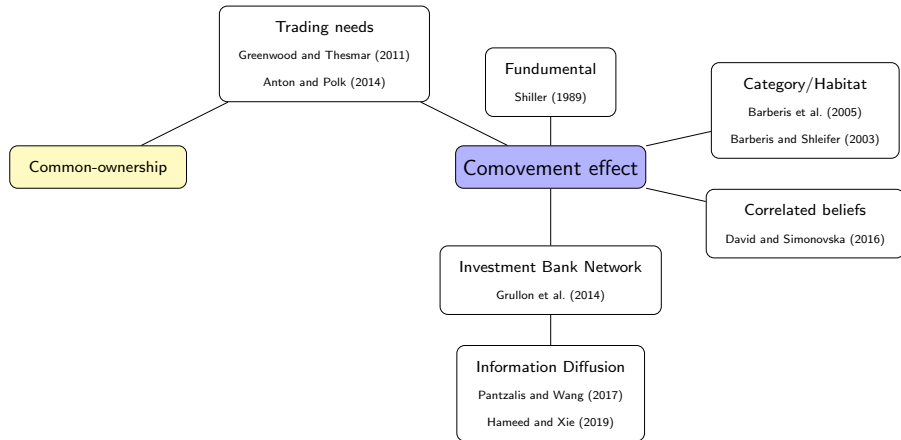 Trading needs
Greenwood and Thesmar (2011)
Anton and Polk (2014)
Fundumental
Shiller (1989)
Category/Habitat
Barberis et al. (2005)
Barberis and Shleifer (2003)
Common-ownership
Comovement effect
Correlated beliefs
David and Simonovska (2016)
Investment Bank Network
Grullon et al. (2014)
Information Diffusion
Pantzalis and Wang (2017)
Hameed and Xie (2019)